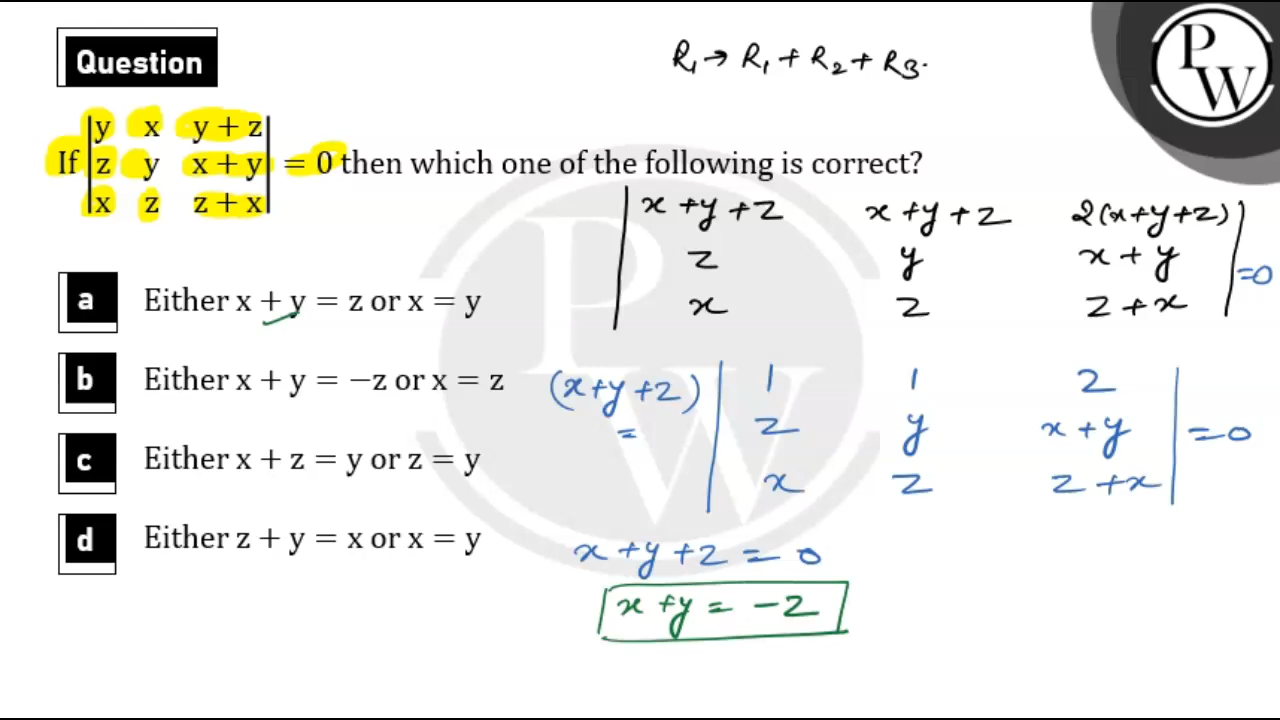 Question
R₁ → R₁ + R₂ + R₃.
P
W
If |y x y + z|
|z y x + y| = 0 then which one of the following is correct?
|x z z + x|
|x + y + z x + y + z 2(x + y + z)|
|z y x + y| = 0
|x z z + x|
a Either x + y = z or x = y
b Either x + y = −z or x = z
c Either x + z = y or z = y
d Either z + y = x or x = y
(x + y + z) |1 1 2|
= |z y x + y| = 0
|x z z + x|
x + y + z = 0
x + y = −z
P
W